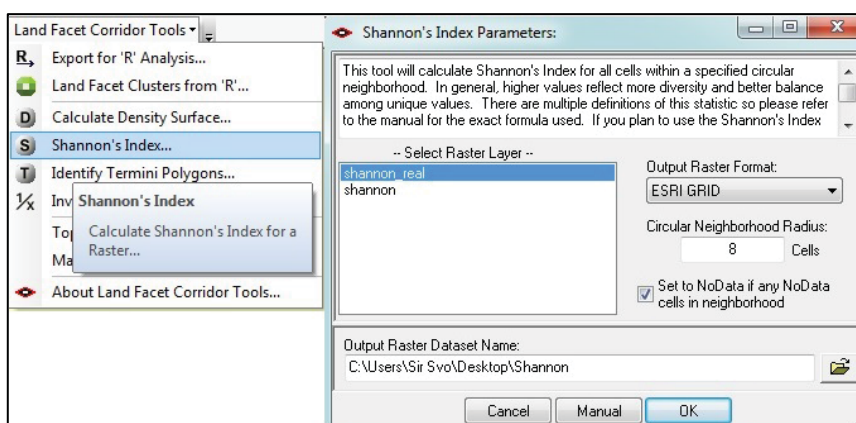 Land Facet Corridor Tools
R Export for 'R' Analysis...
Land Facet Clusters from 'R'...
D Calculate Density Surface...
S Shannon's Index...
T Identify Termini Polygons...
1/x Inv
Shannon's Index
Calculate Shannon's Index for a
Raster...
To
Ma
About Land Facet Corridor Tools...
Shannon's Index Parameters:
This tool will calculate Shannon's Index for all cells within a specified circular
neighborhood. In general, higher values reflect more diversity and better balance
among unique values. There are multiple definitions of this statistic so please refer
to the manual for the exact formula used. If you plan to use the Shannon's Index
-- Select Raster Layer --
shannon_real
shannon
Output Raster Format:
ESRI GRID
Circular Neighborhood Radius:
8 Cells
Set to NoData if any NoData
cells in neighborhood
Output Raster Dataset Name:
C:\Users\Sir Svo\Desktop\Shannon
Cancel Manual OK